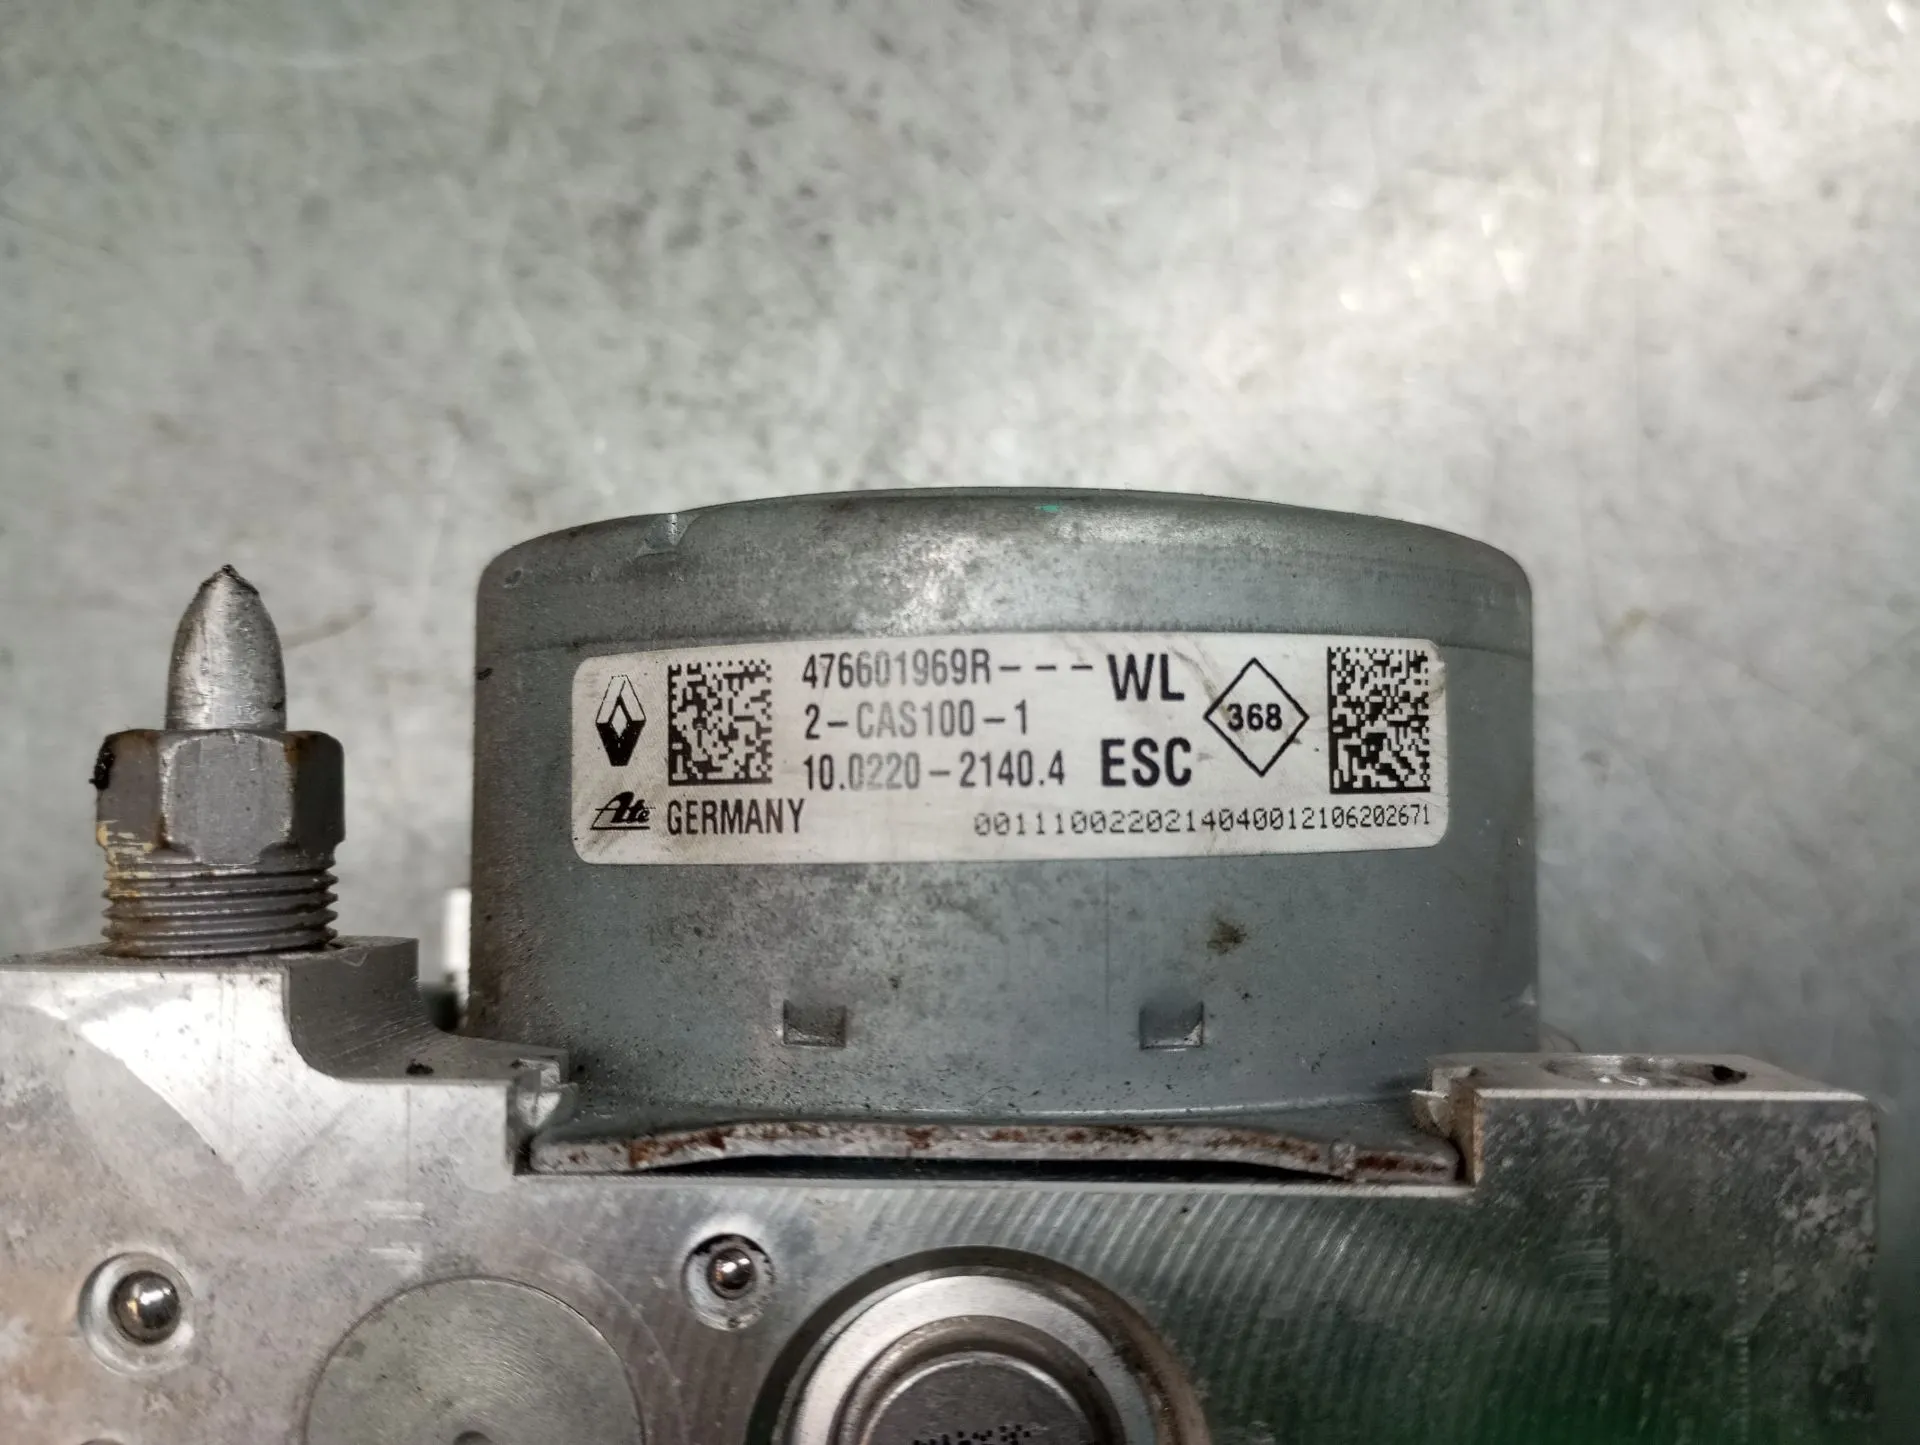 476601969R--- WL
2-CAS100-1
368
10.0220-2140.4 ESC
Ate GERMANY
0011100220214040012106202671